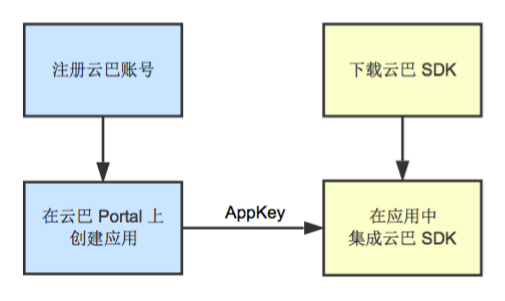 注册云巴账号
下载云巴 SDK
在云巴 Portal 上
创建应用
AppKey
在应用中
集成云巴 SDK